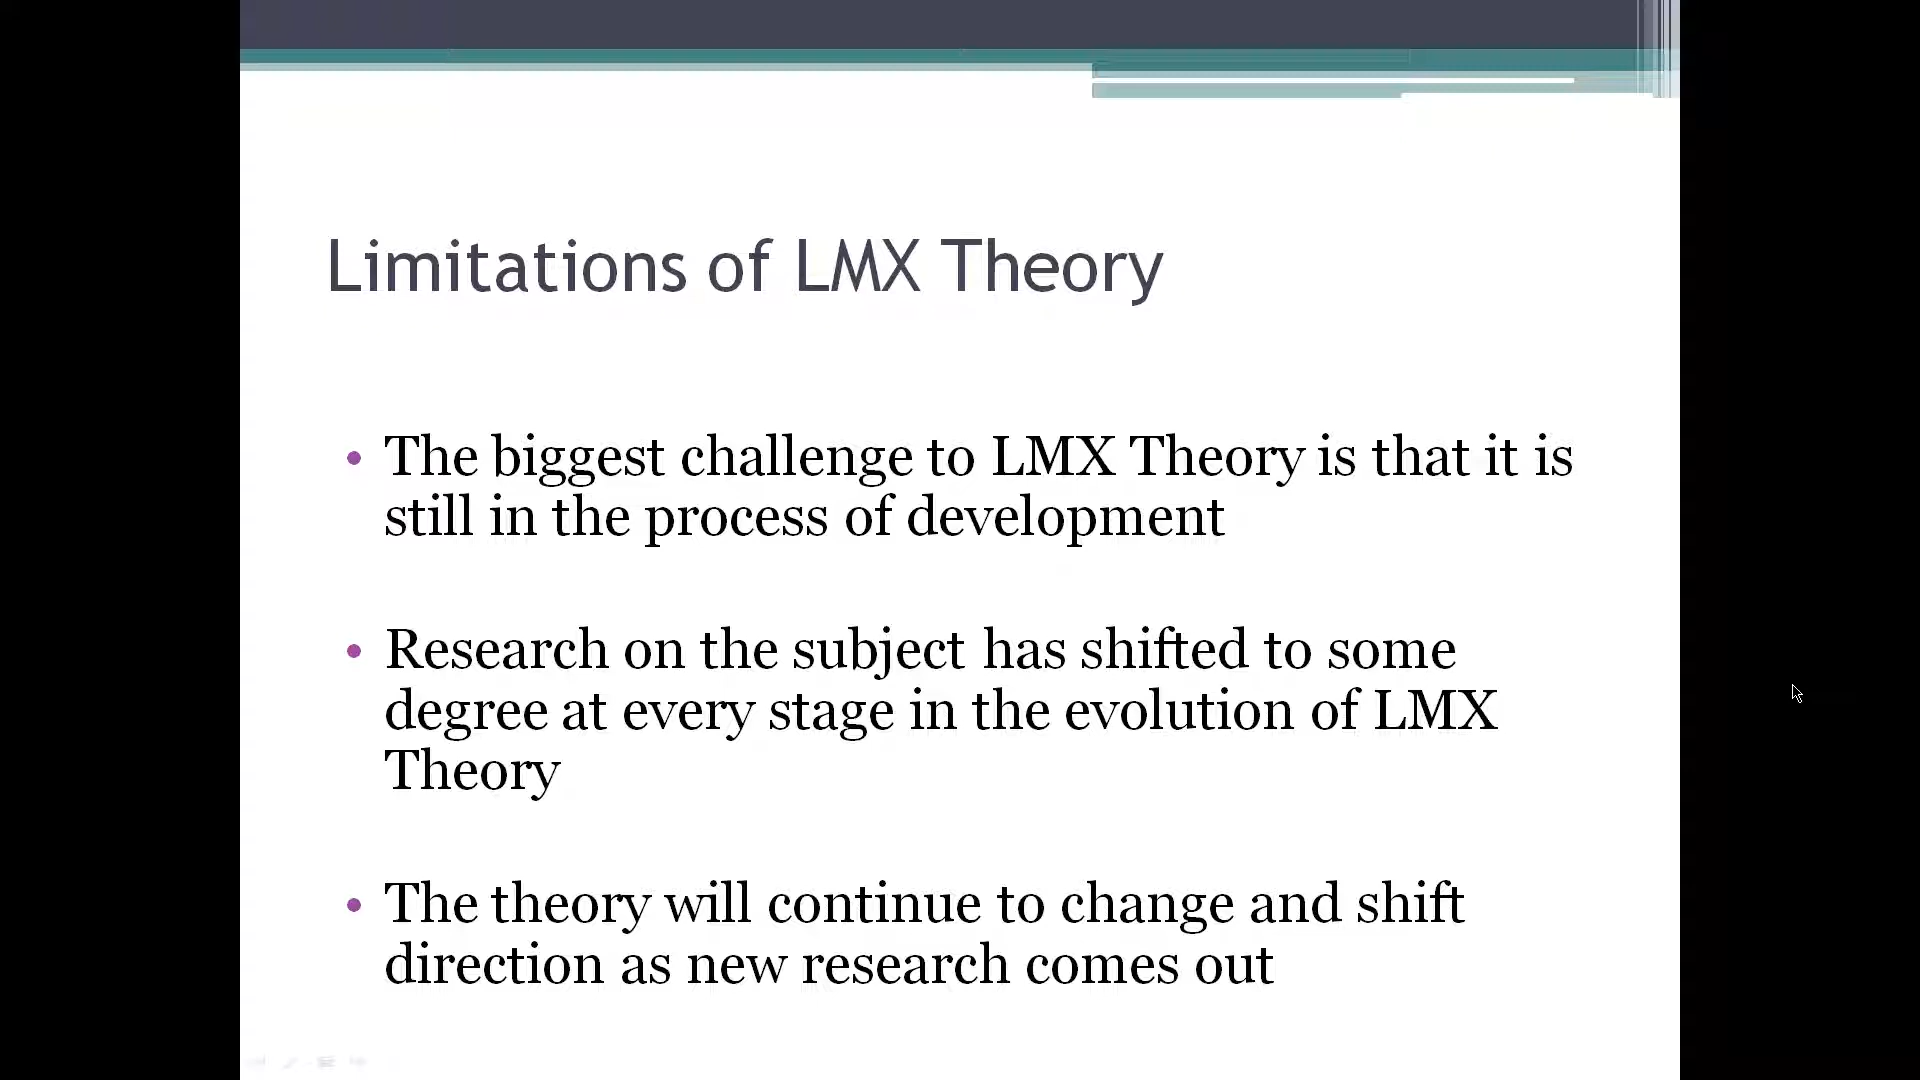 Limitations of LMX Theory
• The biggest challenge to LMX Theory is that it is
still in the process of development
• Research on the subject has shifted to some
degree at every stage in the evolution of LMX
Theory
• The theory will continue to change and shift
direction as new research comes out